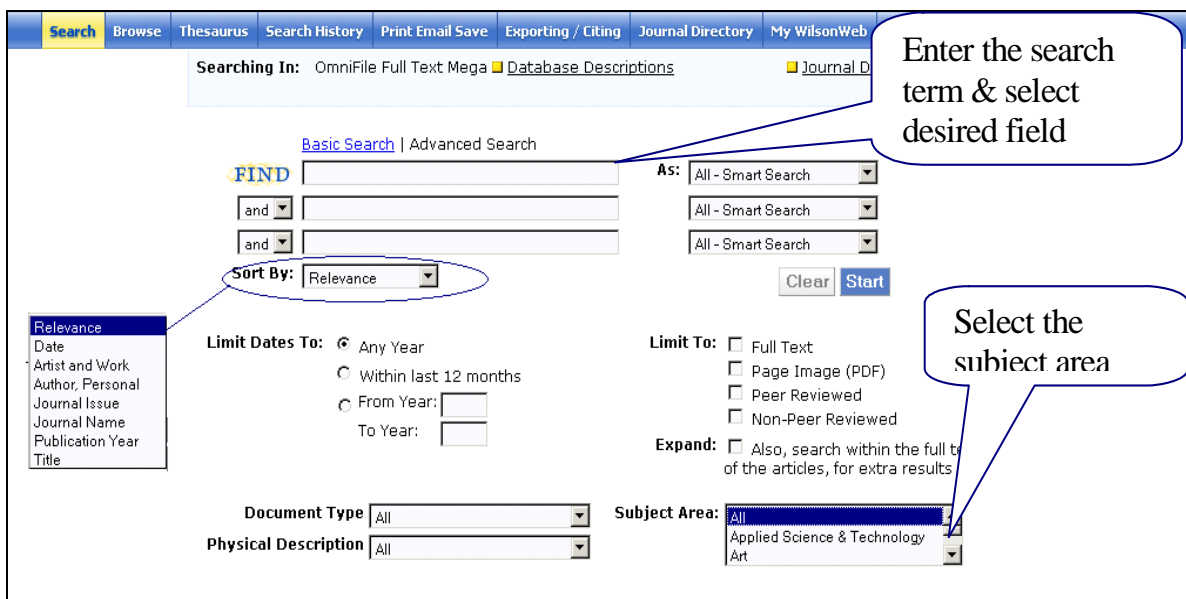 Search Browse Thesaurus Search History Print Email Save Exporting / Citing Journal Directory My WilsonWeb
Searching In: OmniFile Full Text Mega Database Descriptions Journal D
Enter the search
term & select
desired field
Basic Search | Advanced Search
FIND As: All - Smart Search
and All - Smart Search
and All - Smart Search
Sort By: Relevance
Clear Start
Relevance
Date
Artist and Work
Author, Personal
Journal Issue
Journal Name
Publication Year
Title
Limit Dates To: Any Year
Within last 12 months
From Year:
To Year:
Limit To: Full Text
Page Image (PDF)
Peer Reviewed
Non-Peer Reviewed
Expand: Also, search within the full te
of the articles, for extra results
Select the
subject area
Document Type All
Physical Description All
Subject Area: All
Applied Science & Technology
Art